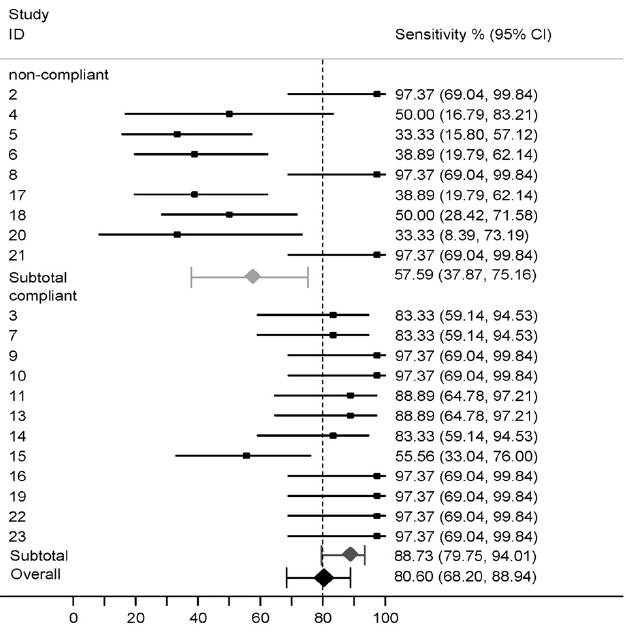 Study
ID Sensitivity % (95% CI)
non-compliant
2 97.37 (69.04, 99.84)
4 50.00 (16.79, 83.21)
5 33.33 (15.80, 57.12)
6 38.89 (19.79, 62.14)
8 97.37 (69.04, 99.84)
17 38.89 (19.79, 62.14)
18 50.00 (28.42, 71.58)
20 33.33 (8.39, 73.19)
21 97.37 (69.04, 99.84)
Subtotal 57.59 (37.87, 75.16)
compliant
3 83.33 (59.14, 94.53)
7 83.33 (59.14, 94.53)
9 97.37 (69.04, 99.84)
10 97.37 (69.04, 99.84)
11 88.89 (64.78, 97.21)
13 88.89 (64.78, 97.21)
14 83.33 (59.14, 94.53)
15 55.56 (33.04, 76.00)
16 97.37 (69.04, 99.84)
19 97.37 (69.04, 99.84)
22 97.37 (69.04, 99.84)
23 97.37 (69.04, 99.84)
Subtotal 88.73 (79.75, 94.01)
Overall 80.60 (68.20, 88.94)
0 20 40 60 80 100